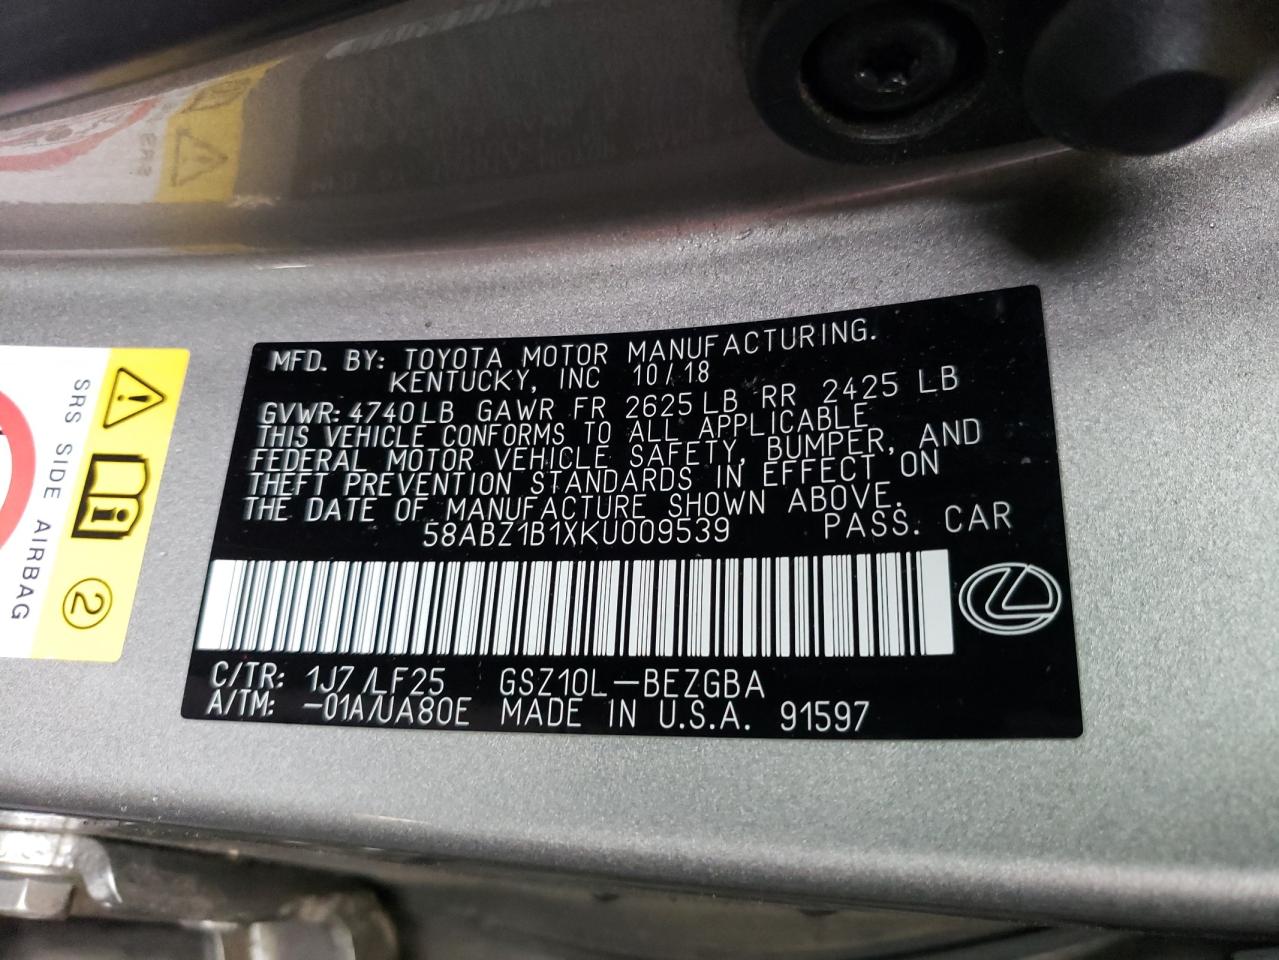 MFD. BY: TOYOTA MOTOR MANUFACTURING.
KENTUCKY, INC 10/18
GVWR: 4740LB GAWR FR 2625LB RR 2425 LB
THIS VEHICLE CONFORMS TO ALL APPLICABLE
FEDERAL MOTOR VEHICLE SAFETY, BUMPER, AND
THEFT PREVENTION STANDARDS IN EFFECT ON
THE DATE OF MANUFACTURE SHOWN ABOVE.
58ABZ1B1XKU009539 PASS. CAR
C/TR: 1J7/LF25 GSZ10L-BEZGBA
A/TM: -01A/UA80E MADE IN U.S.A. 91597
SRS SIDE AIRBAG
2